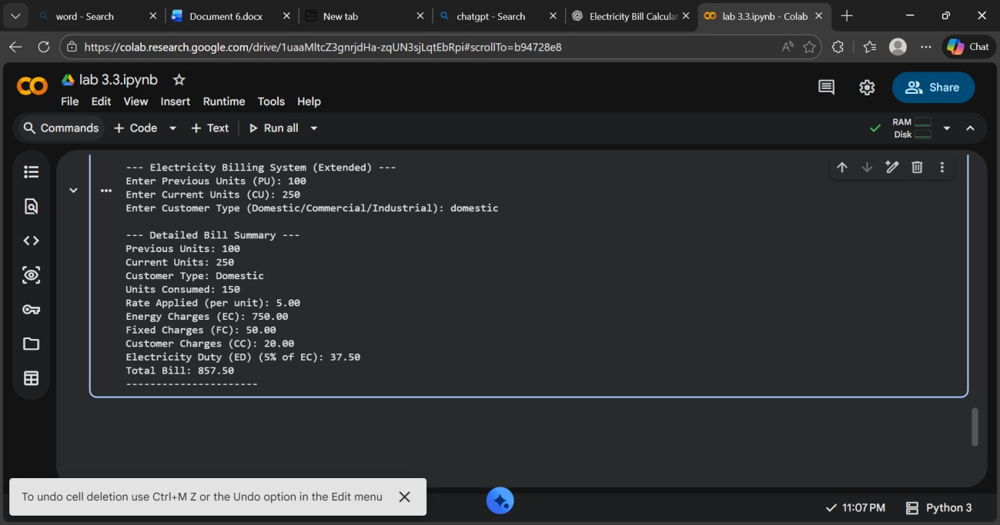 word - Search
Document 6.docx
New tab
chatgpt - Search
Electricity Bill Calculat
lab 3.3.ipynb - Colab
https://colab.research.google.com/drive/1uaaMltcZ3gnrjdHa-zqUN3sjLqtEbRpi#scrollTo=b94728e8
Chat
lab 3.3.ipynb
File Edit View Insert Runtime Tools Help
Share
Commands + Code + Text Run all
RAM
Disk
--- Electricity Billing System (Extended) ---
Enter Previous Units (PU): 100
Enter Current Units (CU): 250
Enter Customer Type (Domestic/Commercial/Industrial): domestic
--- Detailed Bill Summary ---
Previous Units: 100
Current Units: 250
Customer Type: Domestic
Units Consumed: 150
Rate Applied (per unit): 5.00
Energy Charges (EC): 750.00
Fixed Charges (FC): 50.00
Customer Charges (CC): 20.00
Electricity Duty (ED) (5% of EC): 37.50
Total Bill: 857.50
----------------------
To undo cell deletion use Ctrl+M Z or the Undo option in the Edit menu
11:07 PM
Python 3